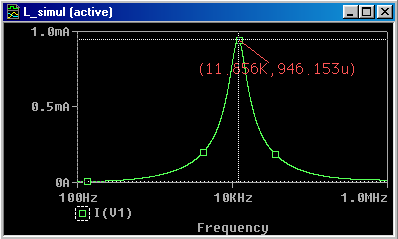 L_simul (active)
1.0mA
(11.856K,946.153u)
0.5mA
0A
100Hz 10KHz 1.0MHz
I(V1)
Frequency